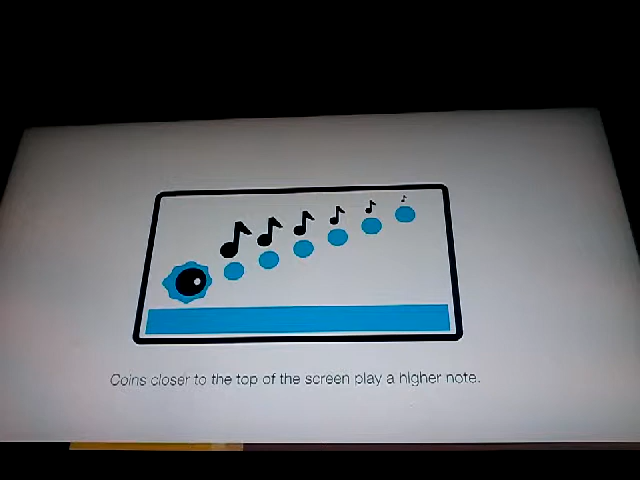 Coins closer to the top of the screen play a higher note.